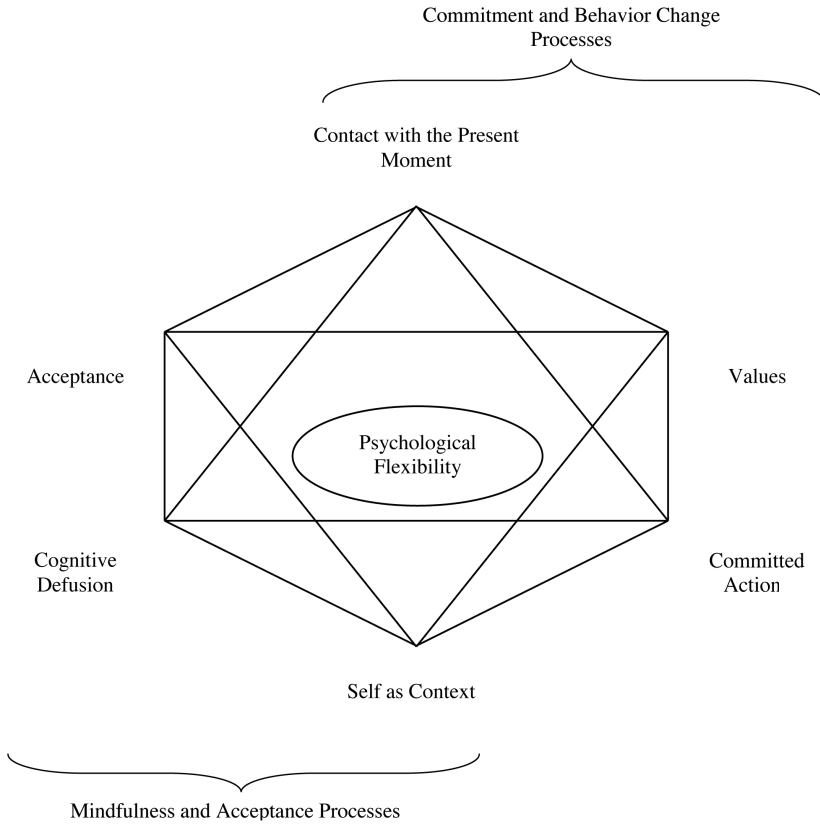 Commitment and Behavior Change
Processes
Contact with the Present
Moment
Acceptance
Values
Psychological
Flexibility
Cognitive
Defusion
Committed
Action
Self as Context
Mindfulness and Acceptance Processes